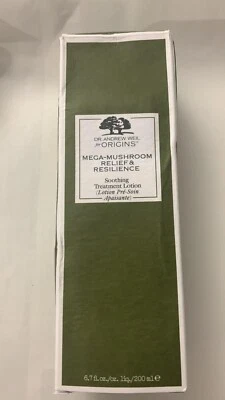 DR. ANDREW WEIL
for ORIGINS
MEGA-MUSHROOM
RELIEF &
RESILIENCE
Soothing
Treatment Lotion
(Lotion Pré-Soin
Apaisante)
6.7 fl. oz./oz. liq./200 ml e